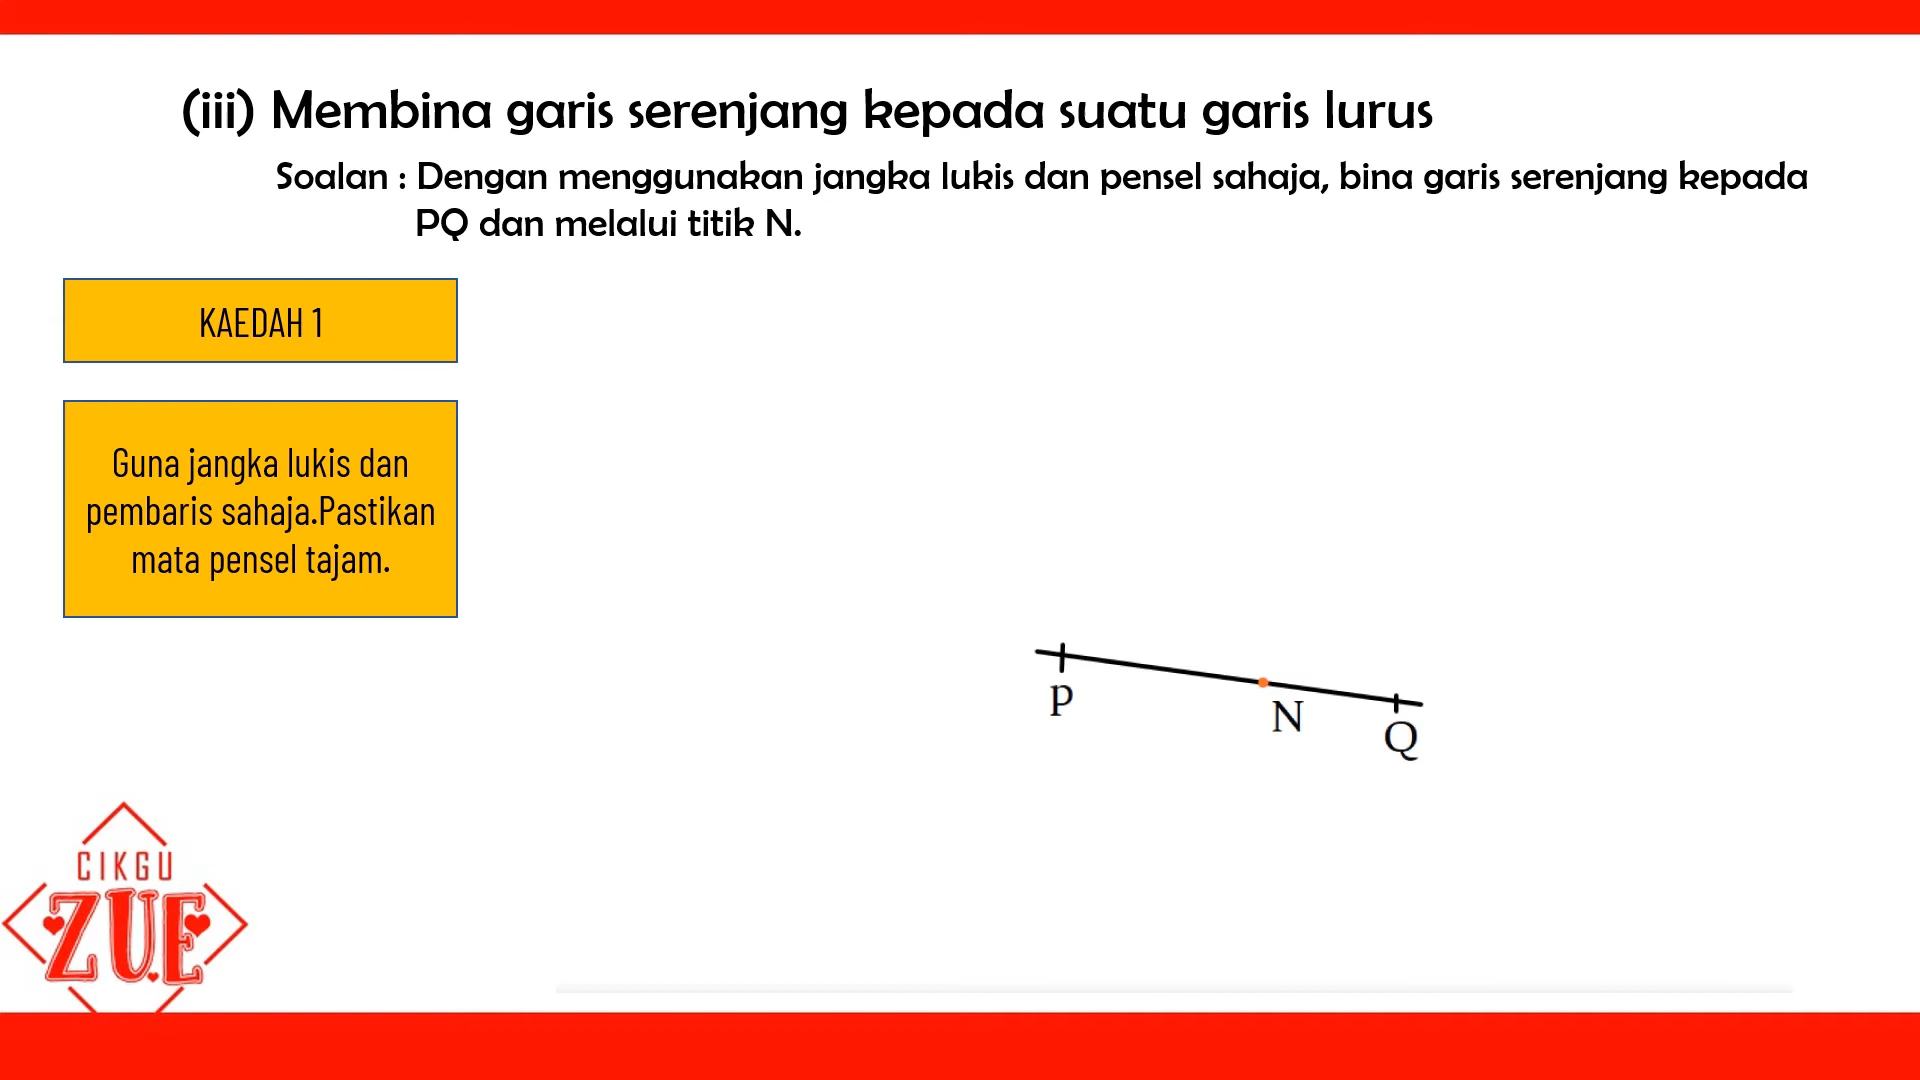 (iii) Membina garis serenjang kepada suatu garis lurus
Soalan : Dengan menggunakan jangka lukis dan pensel sahaja, bina garis serenjang kepada
PQ dan melalui titik N.
KAEDAH 1
Guna jangka lukis dan
pembaris sahaja.Pastikan
mata pensel tajam.
P
N
Q
CIKGU
ZUE